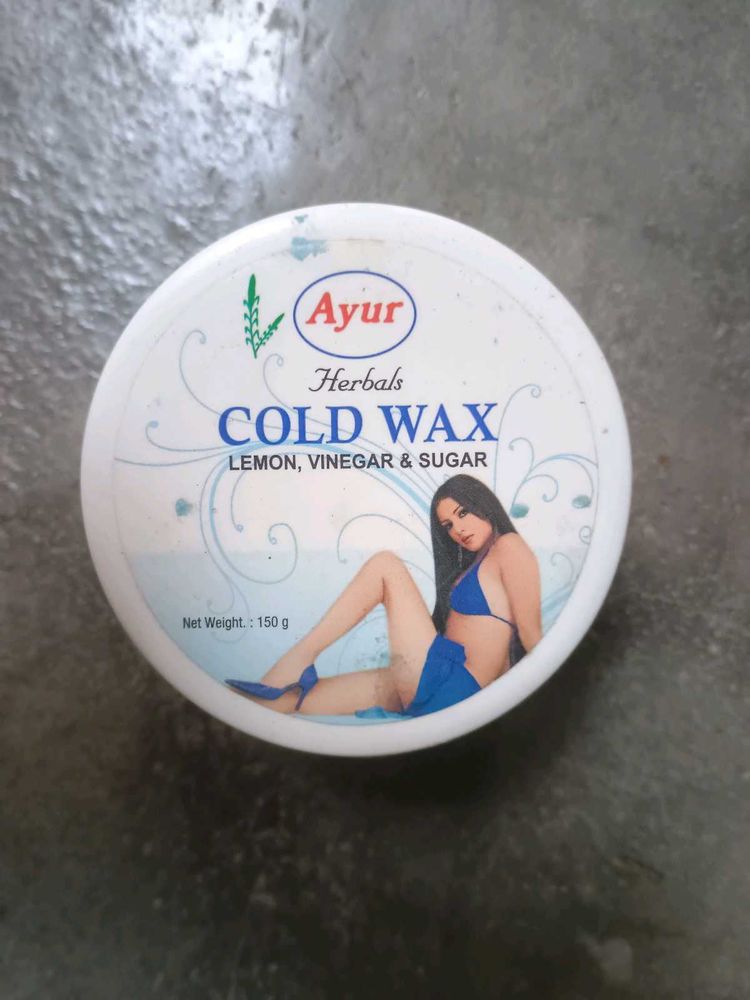 Ayur
Herbals
COLD WAX
LEMON, VINEGAR & SUGAR
Net Weight. : 150 g